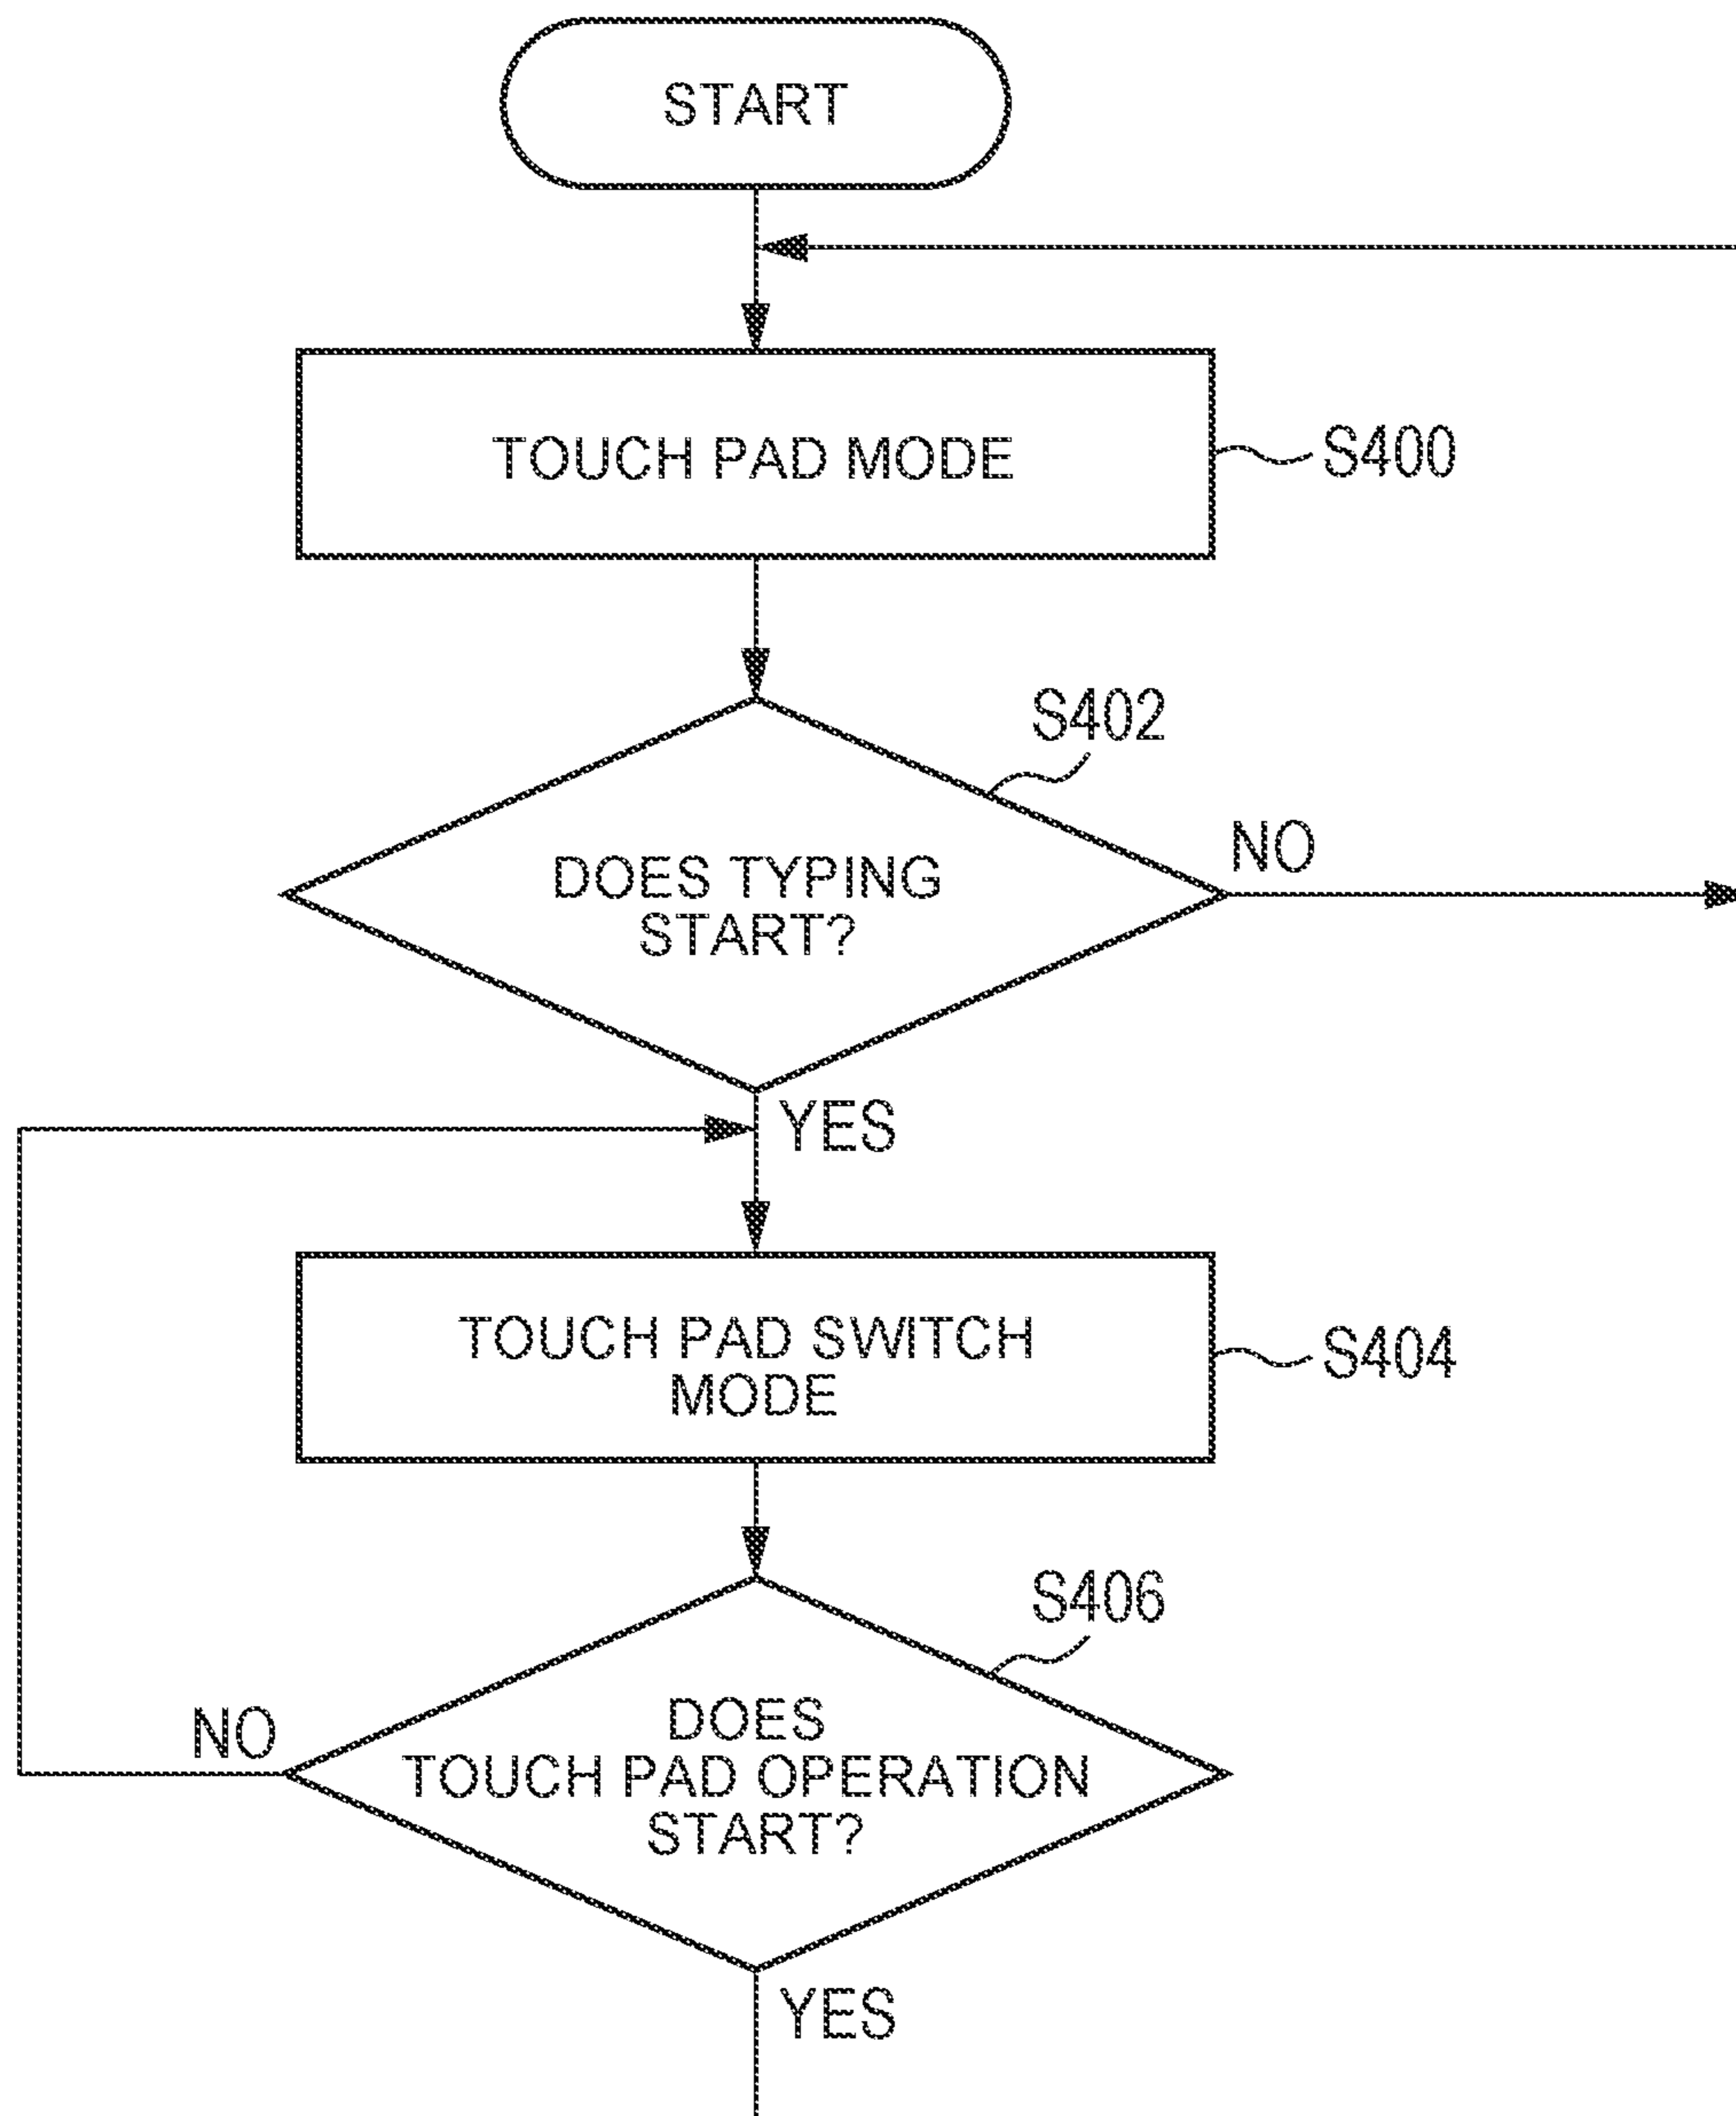 START
TOUCH PAD MODE
S400
S402
DOES TYPING
START?
NO
YES
TOUCH PAD SWITCH
MODE
S404
S406
DOES
TOUCH PAD OPERATION
START?
NO
YES